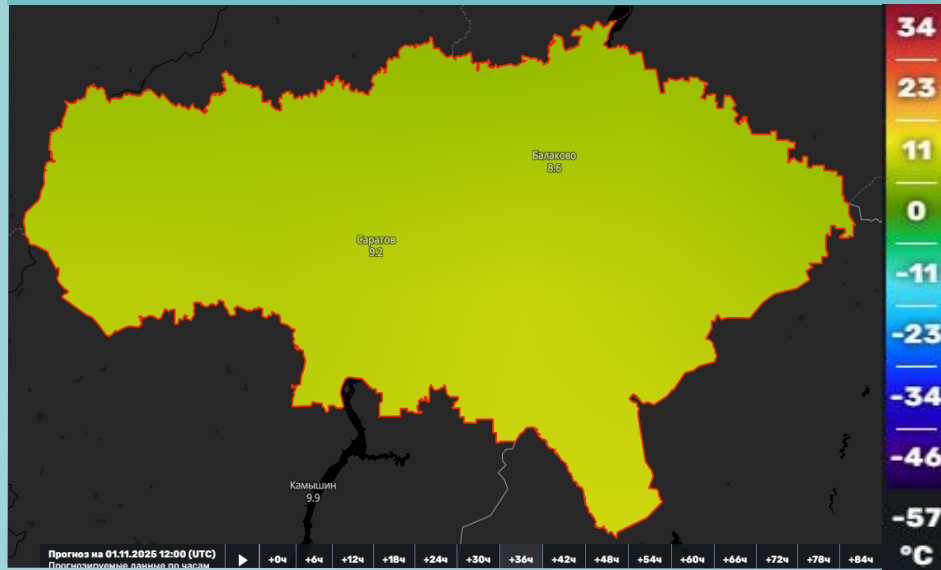 34
23
11
0
-11
-23
-34
-46
-57
°C
Балаково
8.6
Саратов
9.2
Камышин
9.9
Прогноз на 01.11.2025 12:00 (UTC)
Прогнозируемые данные по часам
+0ч +6ч +12ч +18ч +24ч +30ч +36ч +42ч +48ч +54ч +60ч +66ч +72ч +78ч +84ч